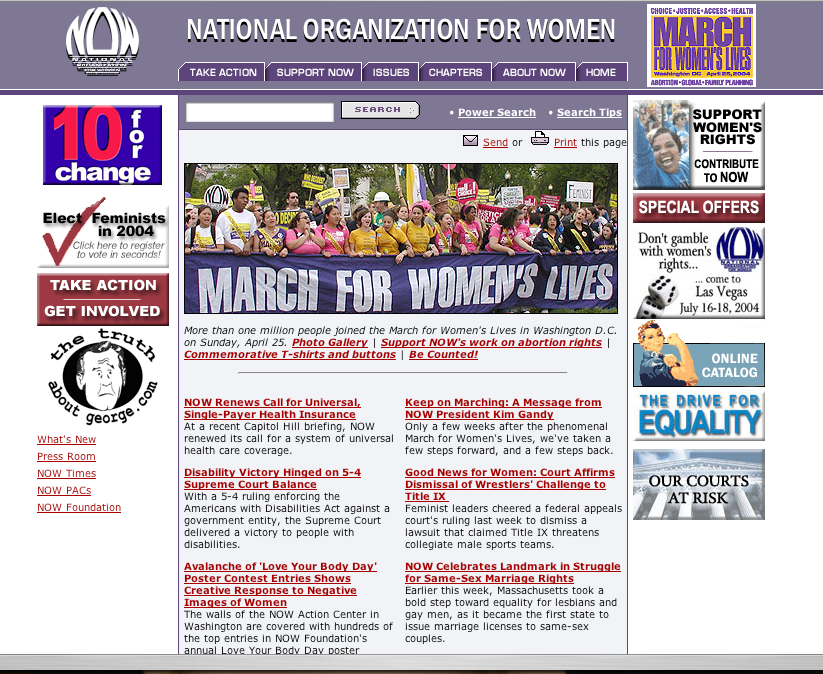 NOW
NATIONAL
ORGANIZATION
FOR WOMEN
NATIONAL ORGANIZATION FOR WOMEN
TAKE ACTION
SUPPORT NOW
ISSUES
CHAPTERS
ABOUT NOW
HOME
CHOICE • JUSTICE • ACCESS • HEALTH
MARCH
FOR WOMEN'S LIVES
Washington DC April 25, 2004
ABORTION • GLOBAL • FAMILY PLANNING
10 for
change
Elect Feminists
in 2004
Click here to register
to vote in seconds!
TAKE ACTION
GET INVOLVED
the truth
about george.com
What's New
Press Room
NOW Times
NOW PACs
NOW Foundation
SEARCH
• Power Search • Search Tips
Send or Print this page
FEMINIST
MARCH FOR WOMEN'S LIVES
More than one million people joined the March for Women's Lives in Washington D.C.
on Sunday, April 25. Photo Gallery | Support NOW's work on abortion rights |
Commemorative T-shirts and buttons | Be Counted!
NOW Renews Call for Universal,
Single-Payer Health Insurance
At a recent Capitol Hill briefing, NOW
renewed its call for a system of universal
health care coverage.
Disability Victory Hinged on 5-4
Supreme Court Balance
With a 5-4 ruling enforcing the
Americans with Disabilities Act against a
government entity, the Supreme Court
delivered a victory to people with
disabilities.
Avalanche of 'Love Your Body Day'
Poster Contest Entries Shows
Creative Response to Negative
Images of Women
The walls of the NOW Action Center in
Washington are covered with hundreds of
the top entries in NOW Foundation's
annual Love Your Body Day poster
Keep on Marching: A Message from
NOW President Kim Gandy
Only a few weeks after the phenomenal
March for Women's Lives, we've taken a
few steps forward, and a few steps back.
Good News for Women: Court Affirms
Dismissal of Wrestlers' Challenge to
Title IX
Feminist leaders cheered a federal appeals
court's ruling last week to dismiss a
lawsuit that claimed Title IX threatens
collegiate male sports teams.
NOW Celebrates Landmark in Struggle
for Same-Sex Marriage Rights
Earlier this week, Massachusetts took a
bold step toward equality for lesbians and
gay men, as it became the first state to
issue marriage licenses to same-sex
couples.
SUPPORT
WOMEN'S
RIGHTS
CONTRIBUTE
TO NOW
SPECIAL OFFERS
Don't gamble
with women's
rights...
NOW
... come to
Las Vegas
July 16-18, 2004
ONLINE
CATALOG
THE DRIVE FOR
EQUALITY
OUR COURTS
AT RISK